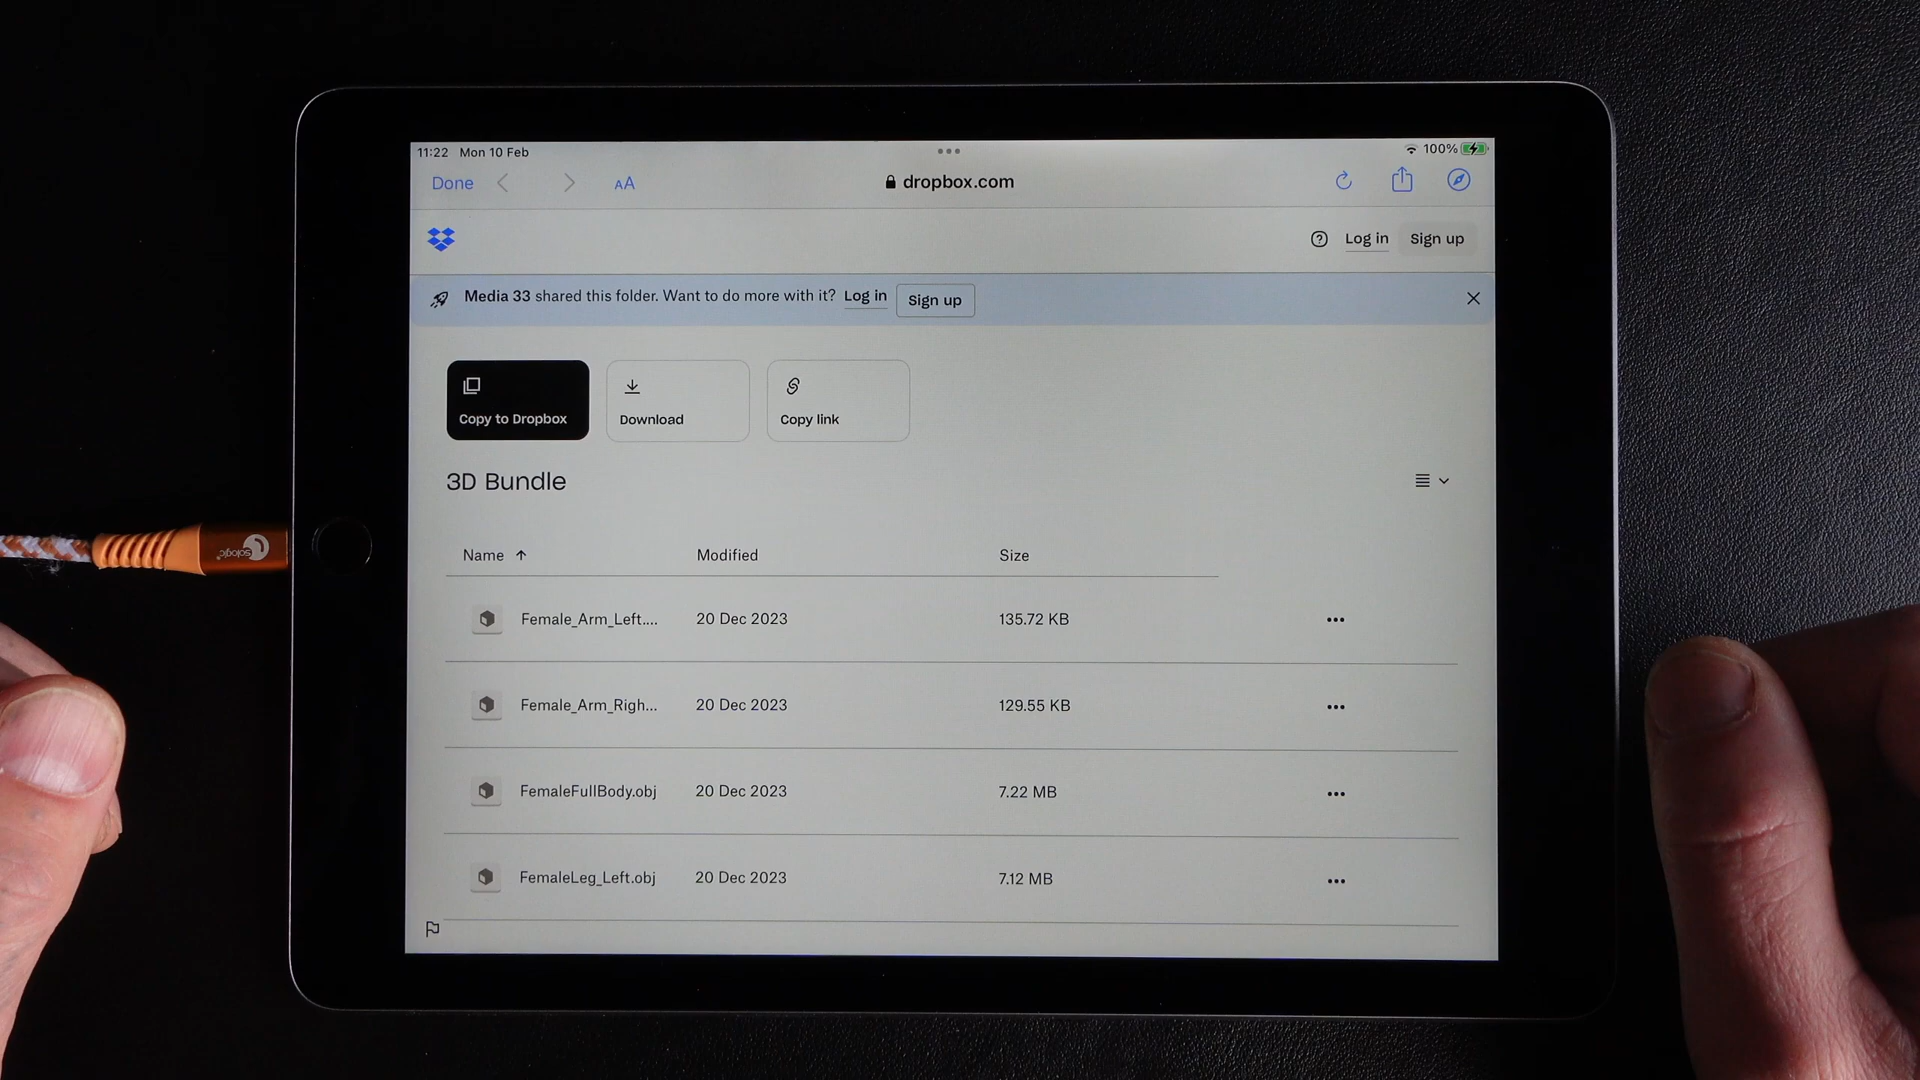 11:22 Mon 10 Feb
100%
Done
AA
dropbox.com
Log in
Sign up
Media 33 shared this folder. Want to do more with it? Log in Sign up
Copy to Dropbox
Download
Copy link
3D Bundle
Name Modified Size
Female_Arm_Left.... 20 Dec 2023 135.72 KB
Female_Arm_Righ... 20 Dec 2023 129.55 KB
FemaleFullBody.obj 20 Dec 2023 7.22 MB
FemaleLeg_Left.obj 20 Dec 2023 7.12 MB
sologic